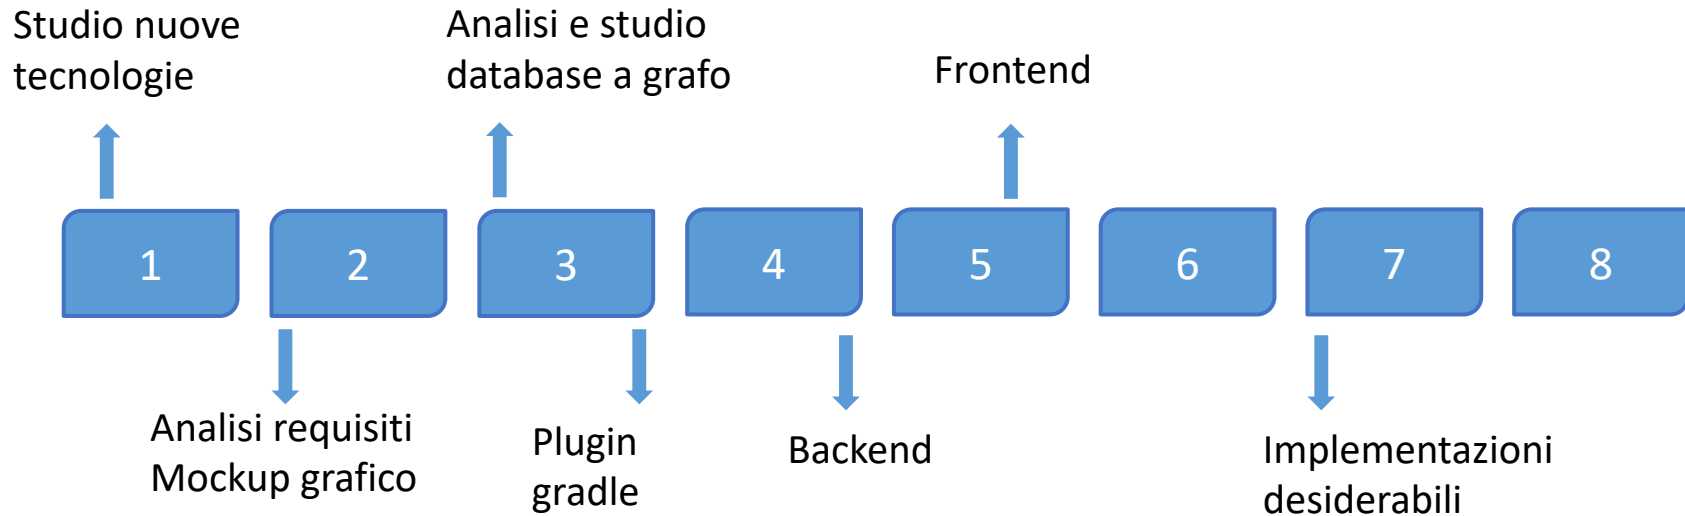 Studio nuove
tecnologie
Analisi e studio
database a grafo
Frontend
1 2 3 4 5 6 7 8
Analisi requisiti
Mockup grafico
Plugin
gradle
Backend
Implementazioni
desiderabili